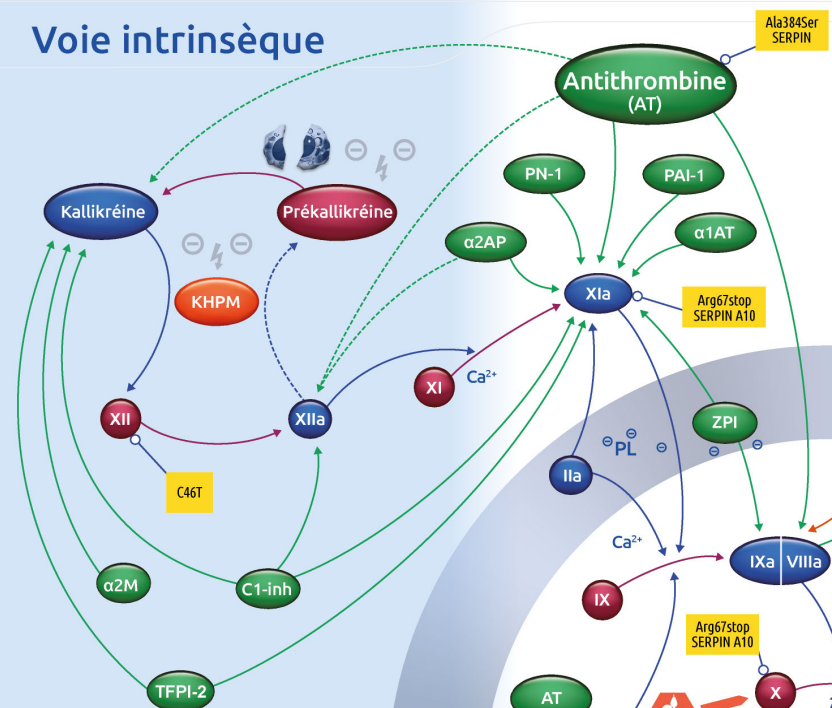 Voie intrinsèque
Ala384Ser
SERPIN
Antithrombine
(AT)
PN-1
PAI-1
Kallikréine
Prékallikréine
α2AP
α1AT
KHPM
XIa
Arg67stop
SERPIN A10
XI
Ca²⁺
XII
XIIa
ZPI
PL
C46T
IIa
Ca²⁺
IXa
VIIIa
α2M
C1-inh
IX
Arg67stop
SERPIN A10
TFPI-2
AT
X